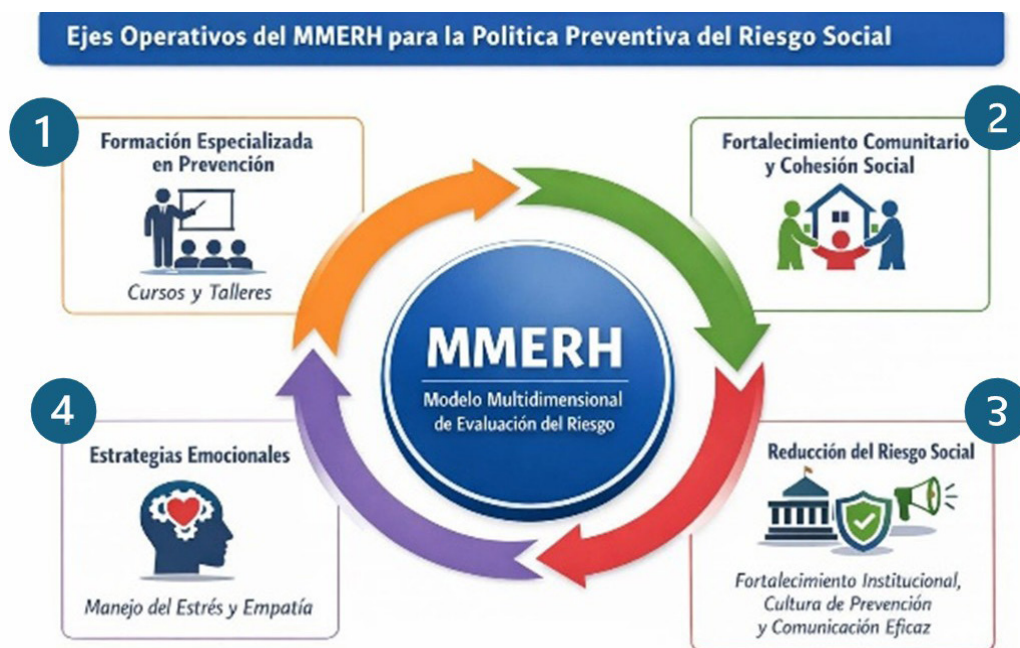 Ejes Operativos del MMERH para la Politica Preventiva del Riesgo Social
1
Formación Especializada
en Prevención
Cursos y Talleres
2
Fortalecimiento Comunitario
y Cohesión Social
MMERH
Modelo Multidimensional
de Evaluación del Riesgo
4
Estrategias Emocionales
Manejo del Estrés y Empatía
3
Reducción del Riesgo Social
Fortalecimiento Institucional,
Cultura de Prevención
y Comunicación Eficaz